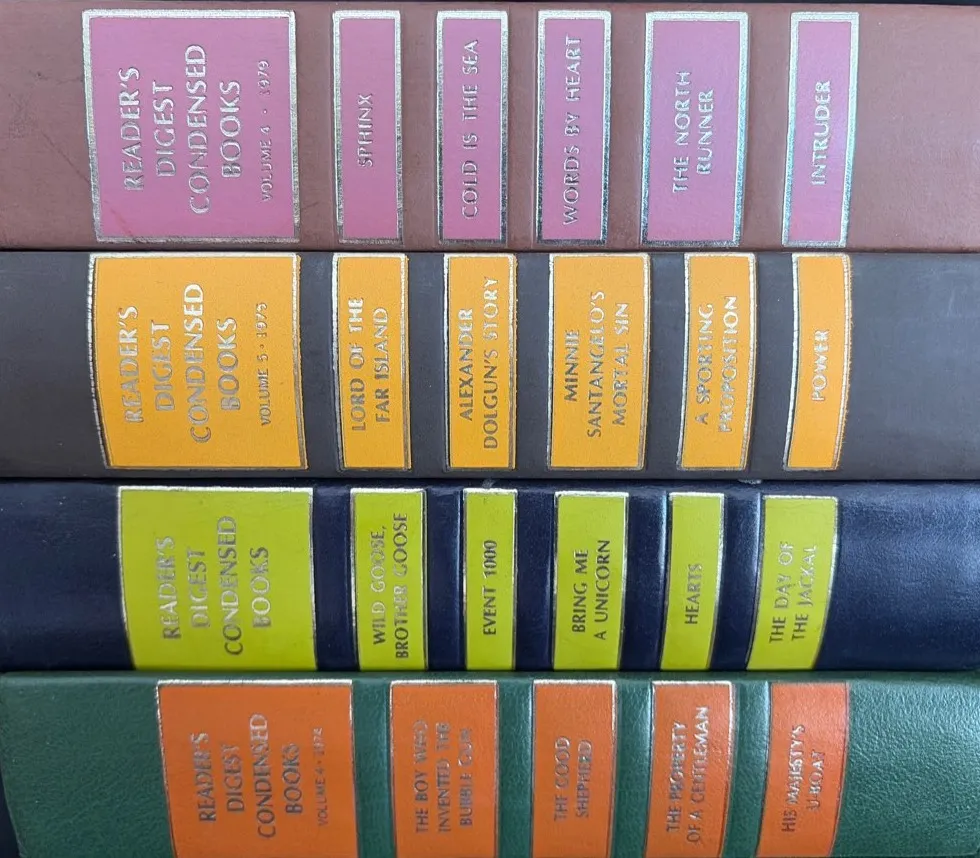 READER'S
DIGEST
CONDENSED
BOOKS
VOLUME 4 · 1979
SPHINX
COLD IS THE SEA
WORDS BY HEART
THE NORTH
RUNNER
INTRUDER
READER'S
DIGEST
CONDENSED
BOOKS
VOLUME 5 · 1975
LORD OF THE
FAR ISLAND
ALEXANDER
DOLGUN'S STORY
MINNIE
SANTANGELO'S
MORTAL SIN
A SPORTING
PROPOSITION
POWER
READER'S
DIGEST
CONDENSED
BOOKS
WILD GOOSE,
BROTHER GOOSE
EVENT 1000
BRING ME
A UNICORN
HEARTS
THE DAY OF
THE JACKAL
READER'S
DIGEST
CONDENSED
BOOKS
VOLUME 4 · 1974
THE BOY WHO
INVENTED THE
BUBBLE GUN
THE GOOD
SHEPHERD
THE PROPERTY
OF A GENTLEMAN
HIS MAJESTY'S
U-BOAT